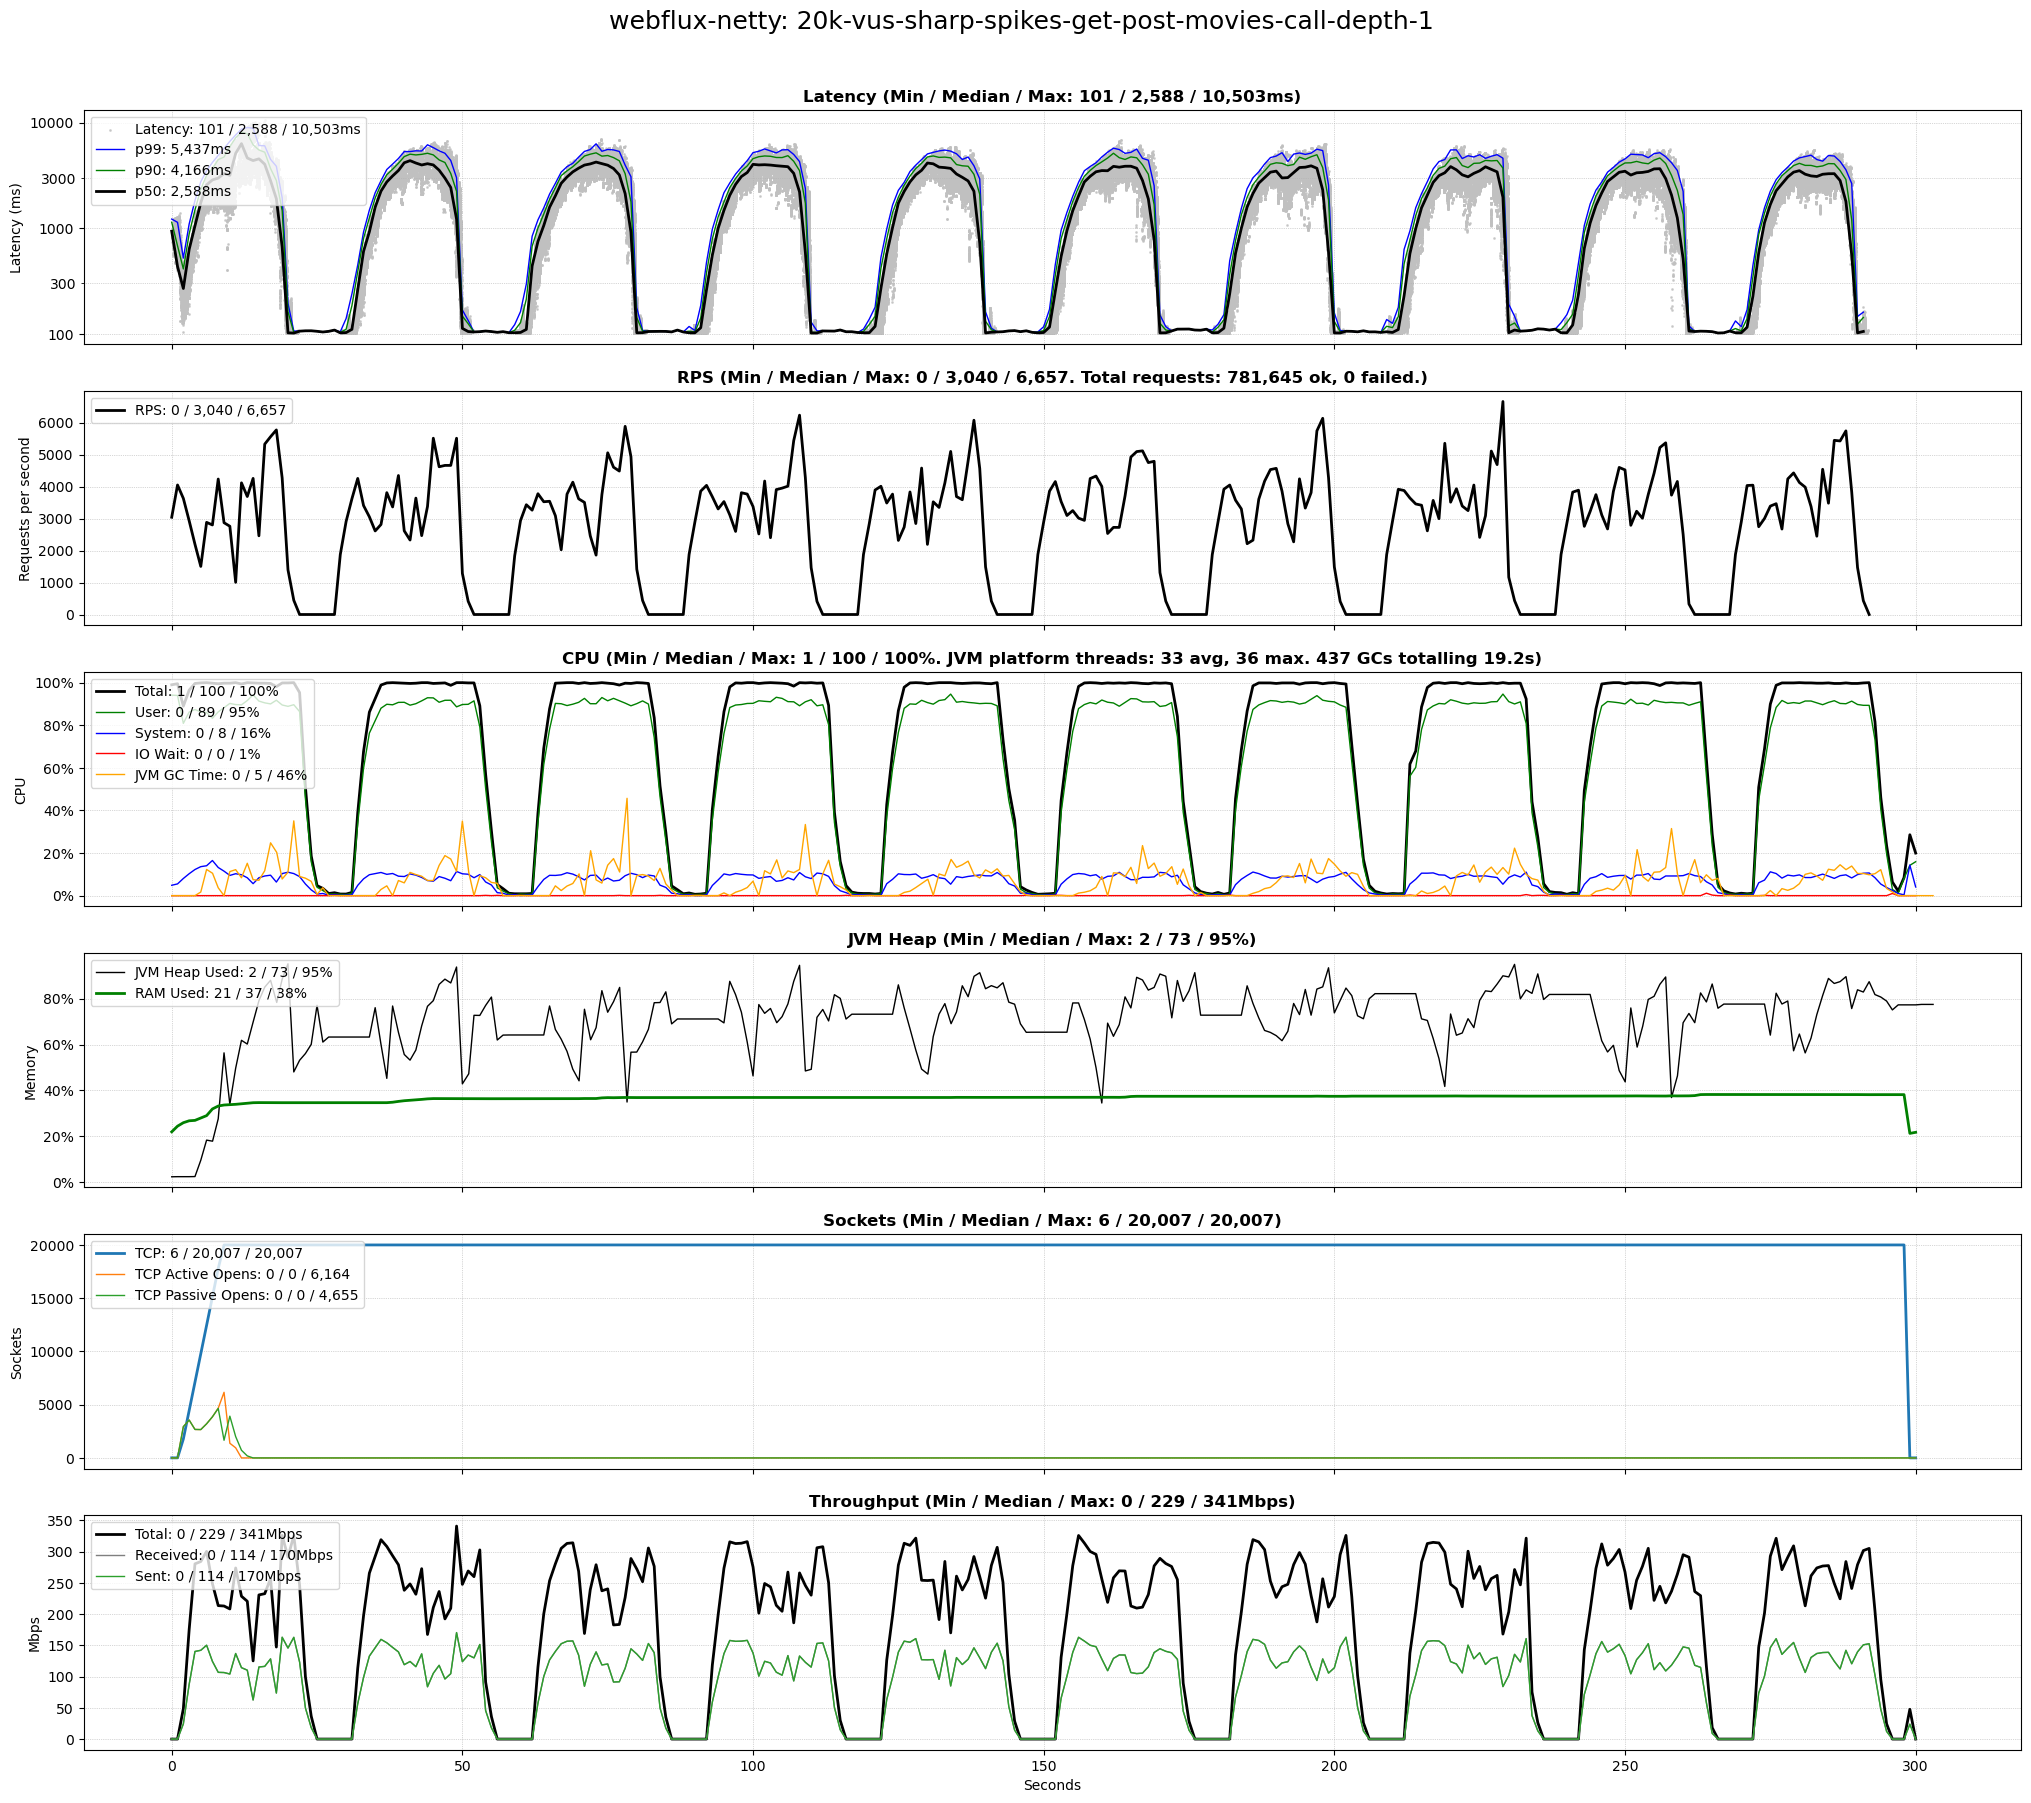 webflux-netty: 20k-vus-sharp-spikes-get-post-movies-call-depth-1
Latency (Min / Median / Max: 101 / 2,588 / 10,503ms)
Latency (ms)
10000
3000
1000
300
100
Latency: 101 / 2,588 / 10,503ms
p99: 5,437ms
p90: 4,166ms
p50: 2,588ms
RPS (Min / Median / Max: 0 / 3,040 / 6,657. Total requests: 781,645 ok, 0 failed.)
Requests per second
6000
5000
4000
3000
2000
1000
0
RPS: 0 / 3,040 / 6,657
CPU (Min / Median / Max: 1 / 100 / 100%. JVM platform threads: 33 avg, 36 max. 437 GCs totalling 19.2s)
CPU
100%
80%
60%
40%
20%
0%
Total: 1 / 100 / 100%
User: 0 / 89 / 95%
System: 0 / 8 / 16%
IO Wait: 0 / 0 / 1%
JVM GC Time: 0 / 5 / 46%
JVM Heap (Min / Median / Max: 2 / 73 / 95%)
Memory
80%
60%
40%
20%
0%
JVM Heap Used: 2 / 73 / 95%
RAM Used: 21 / 37 / 38%
Sockets (Min / Median / Max: 6 / 20,007 / 20,007)
Sockets
20000
15000
10000
5000
0
TCP: 6 / 20,007 / 20,007
TCP Active Opens: 0 / 0 / 6,164
TCP Passive Opens: 0 / 0 / 4,655
Throughput (Min / Median / Max: 0 / 229 / 341Mbps)
Mbps
350
300
250
200
150
100
50
0
Total: 0 / 229 / 341Mbps
Received: 0 / 114 / 170Mbps
Sent: 0 / 114 / 170Mbps
0 50 100 150 200 250 300
Seconds